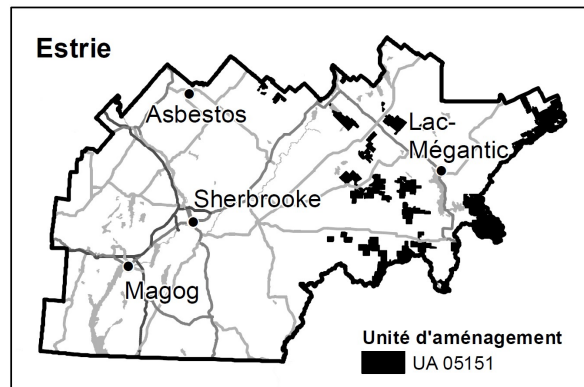 Estrie
Asbestos
Lac-
Mégantic
Sherbrooke
Magog
Unité d'aménagement
UA 05151